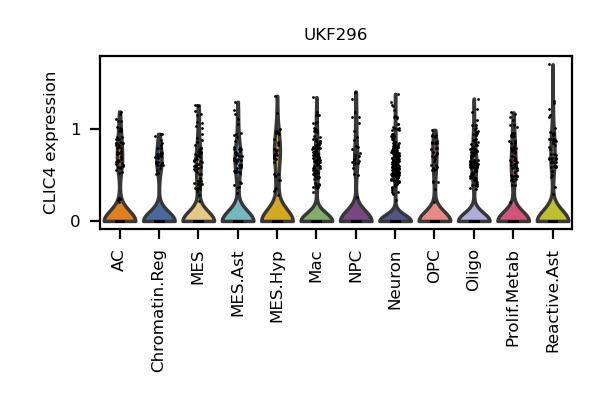 UKF296
CLIC4 expression
1
0
AC
Chromatin.Reg
MES
MES.Ast
MES.Hyp
Mac
NPC
Neuron
OPC
Oligo
Prolif.Metab
Reactive.Ast